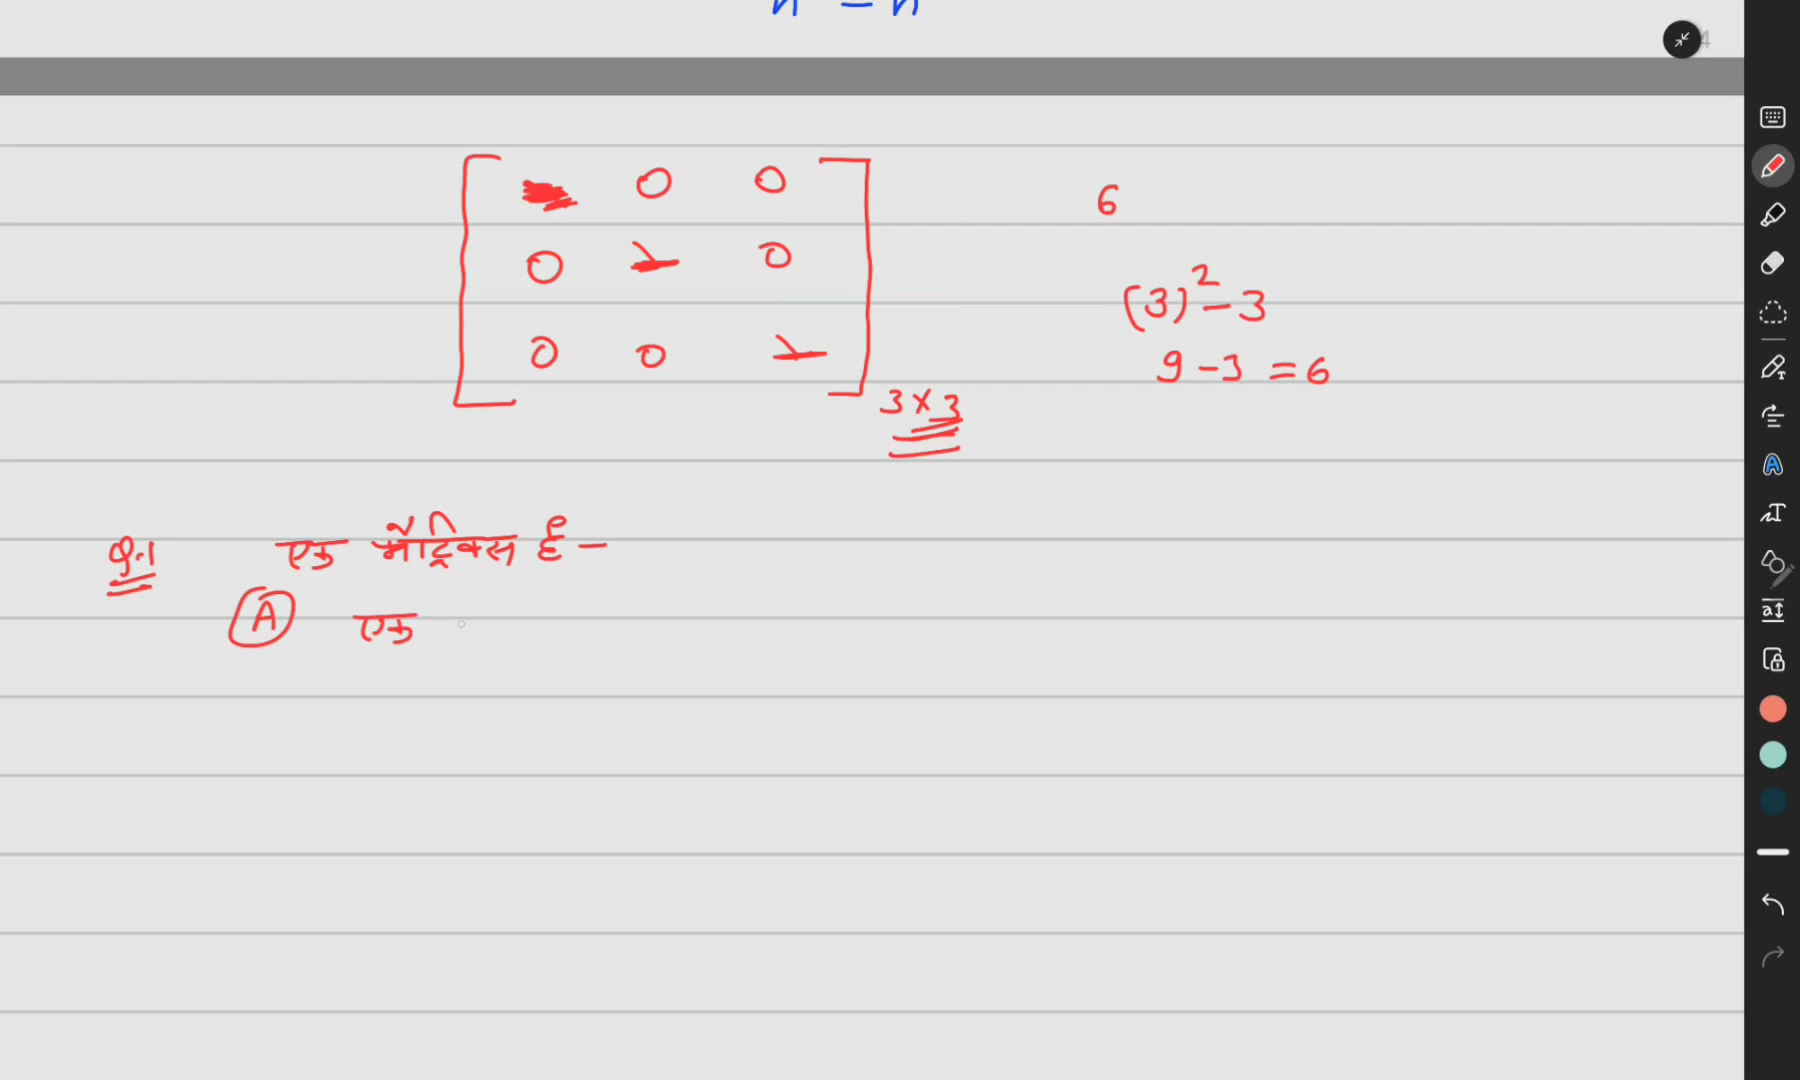 0 0 6
0 0 (3)² - 3
0 0 9 - 3 = 6
3 × 3
Q.1 एक मैट्रिक्स है -
A एक